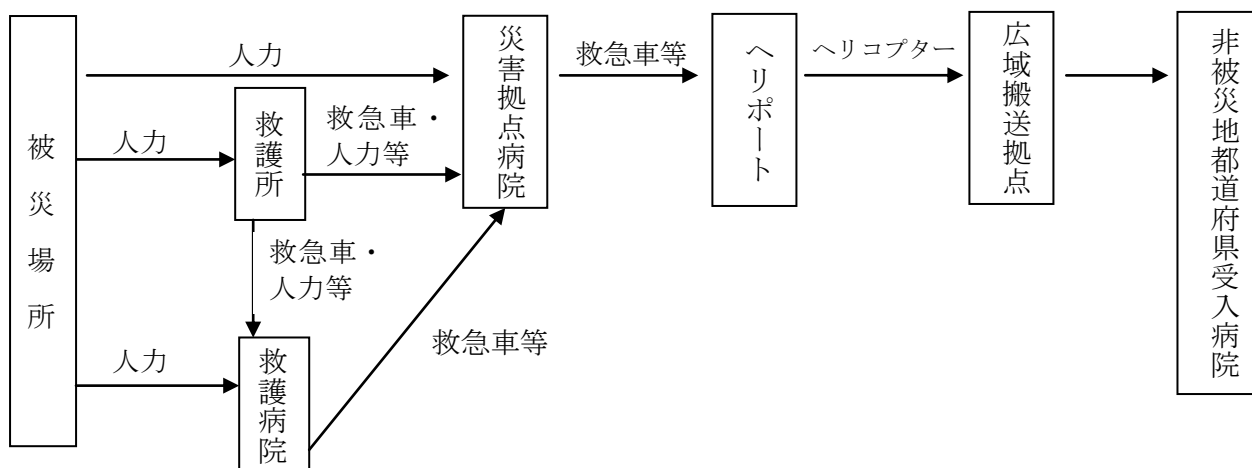 被災場所
人力
人力
人力
救護所
救急車・
人力等
救急車・
人力等
救護病院
救急車等
災害拠点病院
救急車等
ヘリポート
ヘリコプター
広域搬送拠点
非被災地都道府県受入病院